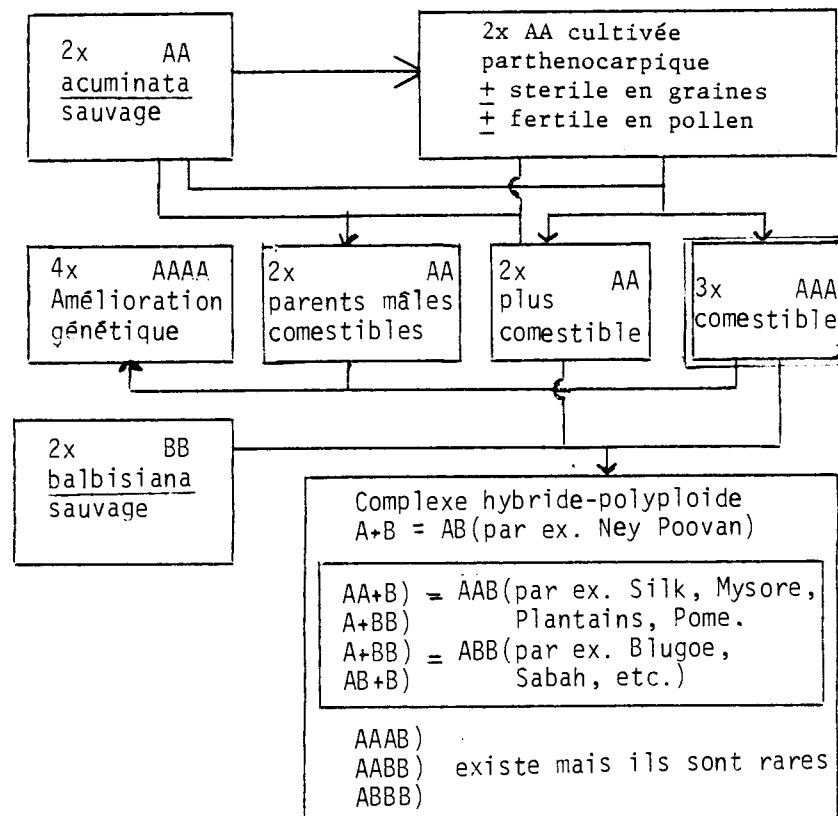 2x AA
acuminata
sauvage
2x AA cultivée
parthenocarpique
± sterile en graines
± fertile en pollen
4x AAAA
Amélioration
génétique
2x AA
parents mâles
comestibles
2x AA
plus
comestible
3x AAA
comestible
2x BB
balbisiana
sauvage
Complexe hybride-polyploide
A+B = AB(par ex. Ney Poovan)
AA+B) = AAB(par ex. Silk, Mysore,
A+BB) Plantains, Pome.
A+BB) = ABB(par ex. Blugoe,
AB+B) Sabah, etc.)
AAAB)
AABB) existe mais ils sont rares
ABBB)